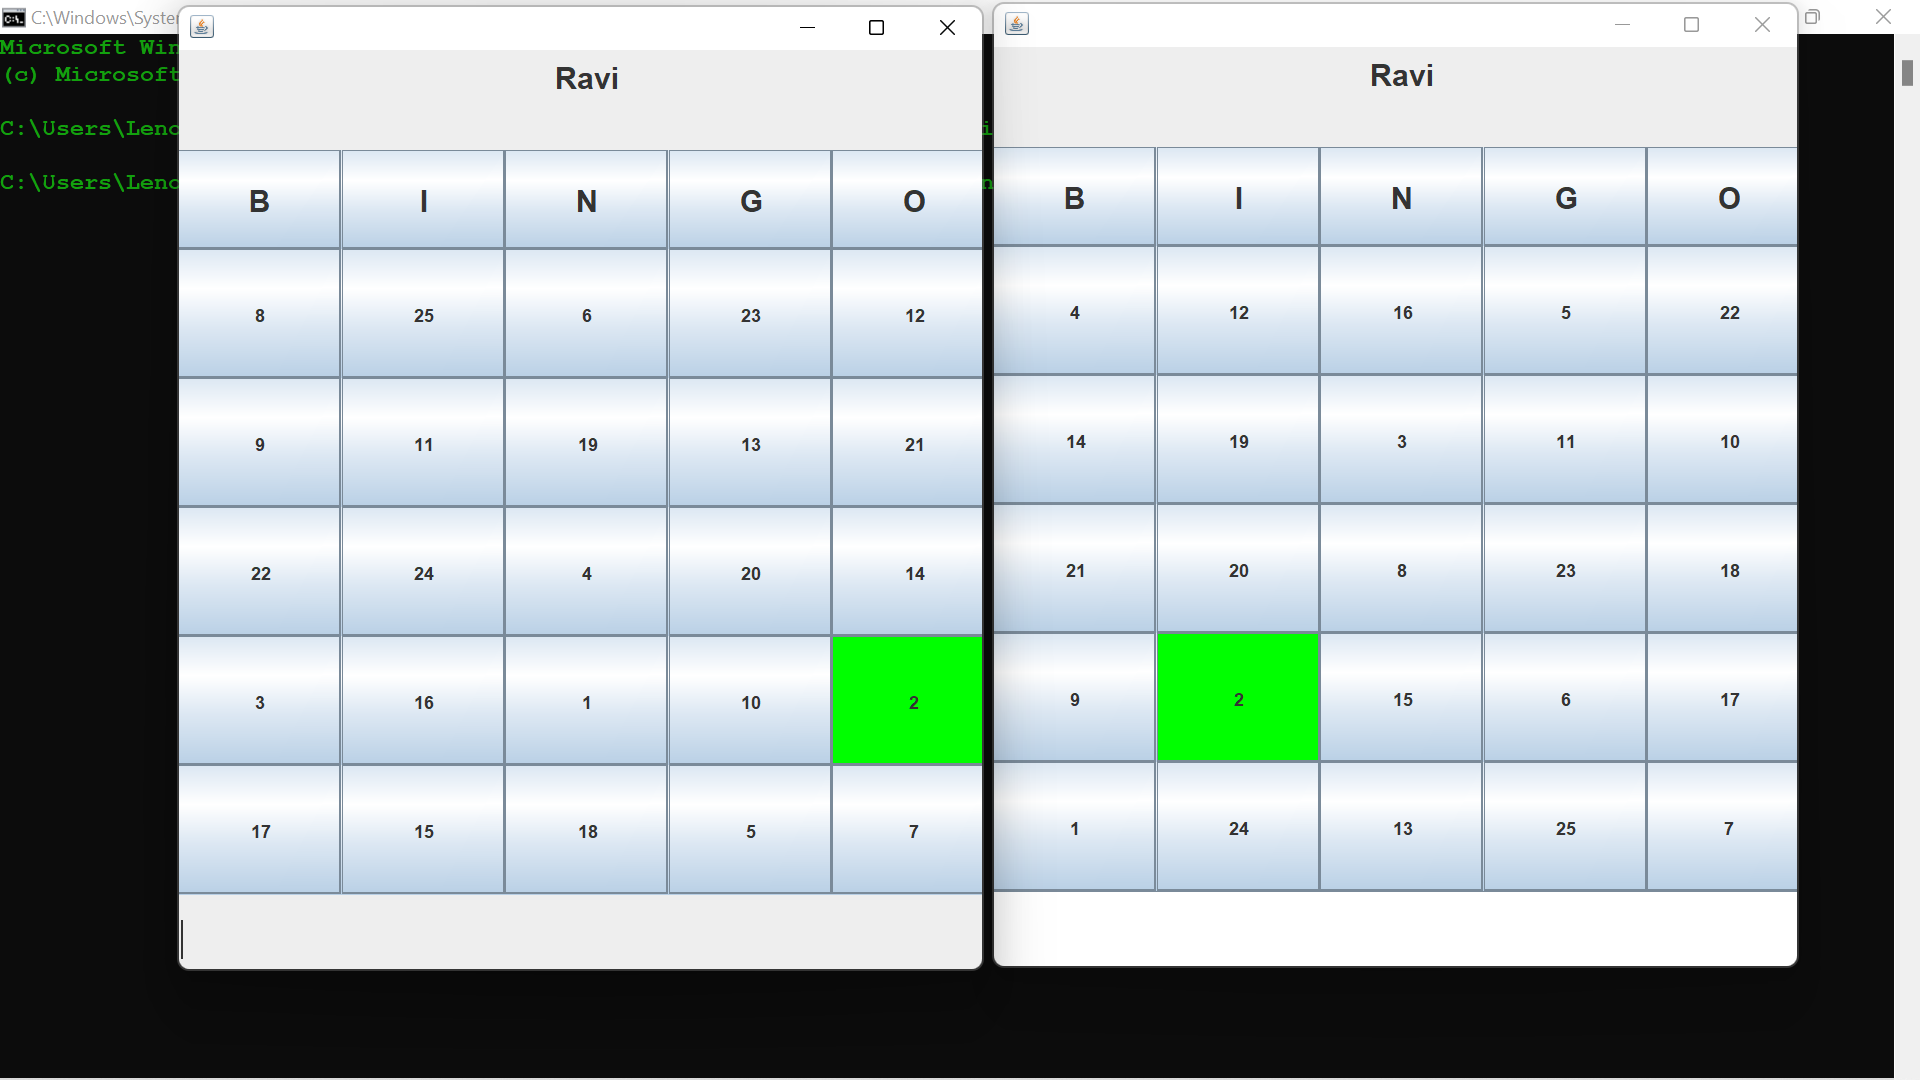 C:\Windows\Syste
Microsoft Win
(c) Microsoft
C:\Users\Leno
C:\Users\Leno
Ravi
B I N G O
8 25 6 23 12
9 11 19 13 21
22 24 4 20 14
3 16 1 10 2
17 15 18 5 7
Ravi
B I N G O
4 12 16 5 22
14 19 3 11 10
21 20 8 23 18
9 2 15 6 17
1 24 13 25 7